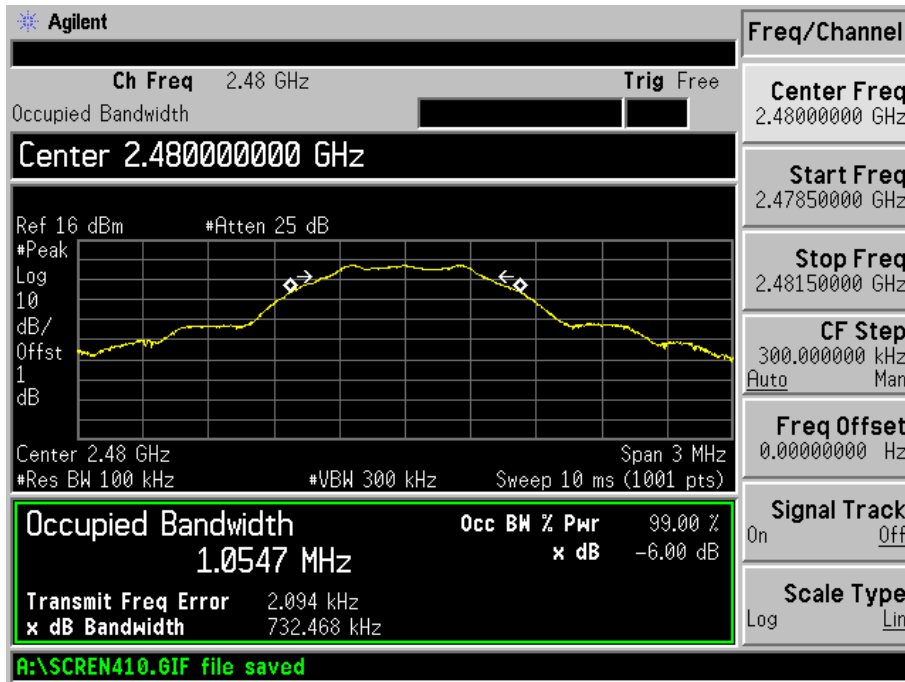 Agilent
Ch Freq 2.48 GHz Trig Free
Occupied Bandwidth
Center 2.480000000 GHz
Ref 16 dBm #Atten 25 dB
#Peak
Log
10
dB/
Offst
1
dB
Center 2.48 GHz Span 3 MHz
#Res BW 100 kHz #VBW 300 kHz Sweep 10 ms (1001 pts)
Occupied Bandwidth Occ BW % Pwr 99.00 %
1.0547 MHz x dB -6.00 dB
Transmit Freq Error 2.094 kHz
x dB Bandwidth 732.468 kHz
A:\SCREN410.GIF file saved
Freq/Channel
Center Freq
2.48000000 GHz
Start Freq
2.47850000 GHz
Stop Freq
2.48150000 GHz
CF Step
300.000000 kHz
Auto Man
Freq Offset
0.00000000 Hz
Signal Track
On Off
Scale Type
Log Lin